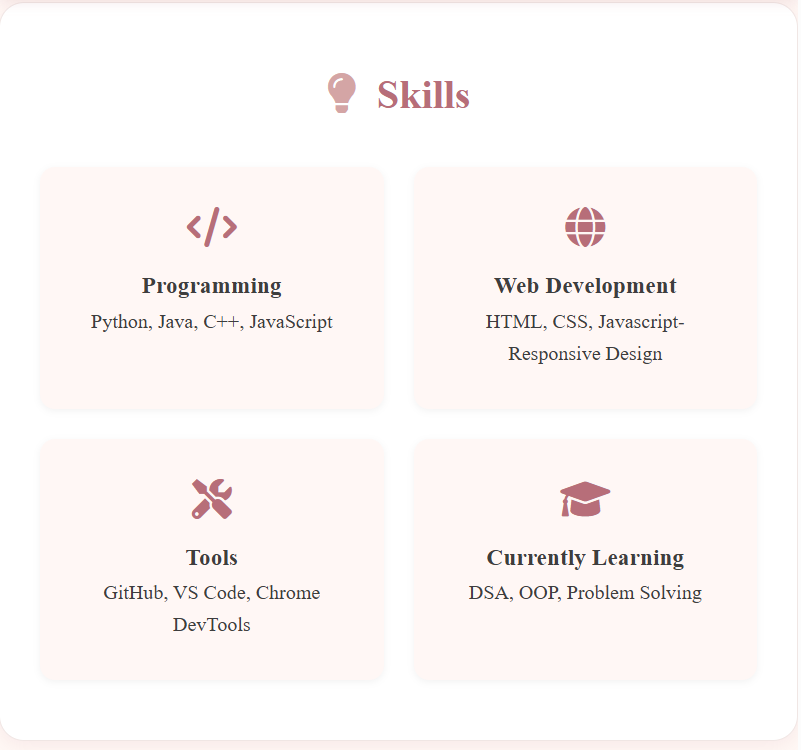 Skills
Programming
Python, Java, C++, JavaScript
Web Development
HTML, CSS, Javascript-
Responsive Design
Tools
GitHub, VS Code, Chrome
DevTools
Currently Learning
DSA, OOP, Problem Solving